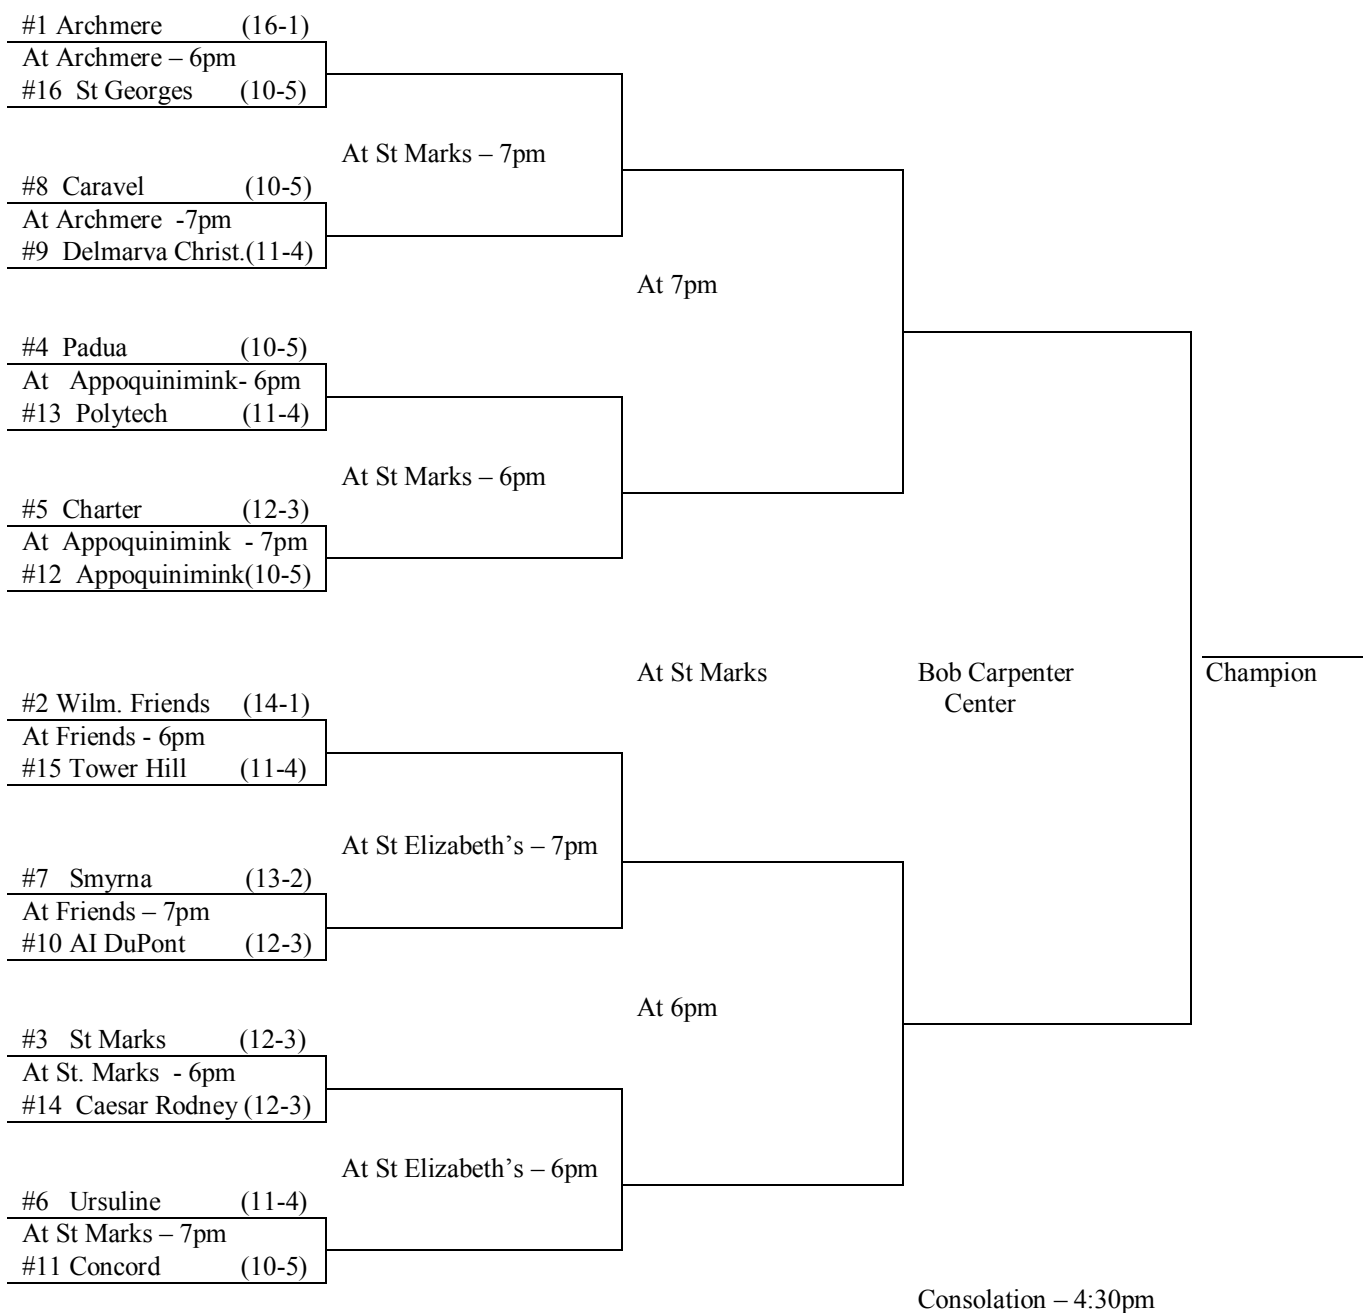 #1 Archmere (16-1)
At Archmere – 6pm
#16 St Georges (10-5)
At St Marks – 7pm
#8 Caravel (10-5)
At Archmere -7pm
#9 Delmarva Christ.(11-4)
At 7pm
#4 Padua (10-5)
At Appoquinimink- 6pm
#13 Polytech (11-4)
At St Marks – 6pm
#5 Charter (12-3)
At Appoquinimink - 7pm
#12 Appoquinimink(10-5)
At St Marks
Bob Carpenter
Center
Champion
#2 Wilm. Friends (14-1)
At Friends - 6pm
#15 Tower Hill (11-4)
At St Elizabeth’s – 7pm
#7 Smyrna (13-2)
At Friends – 7pm
#10 AI DuPont (12-3)
At 6pm
#3 St Marks (12-3)
At St. Marks - 6pm
#14 Caesar Rodney (12-3)
At St Elizabeth’s – 6pm
#6 Ursuline (11-4)
At St Marks – 7pm
#11 Concord (10-5)
Consolation – 4:30pm